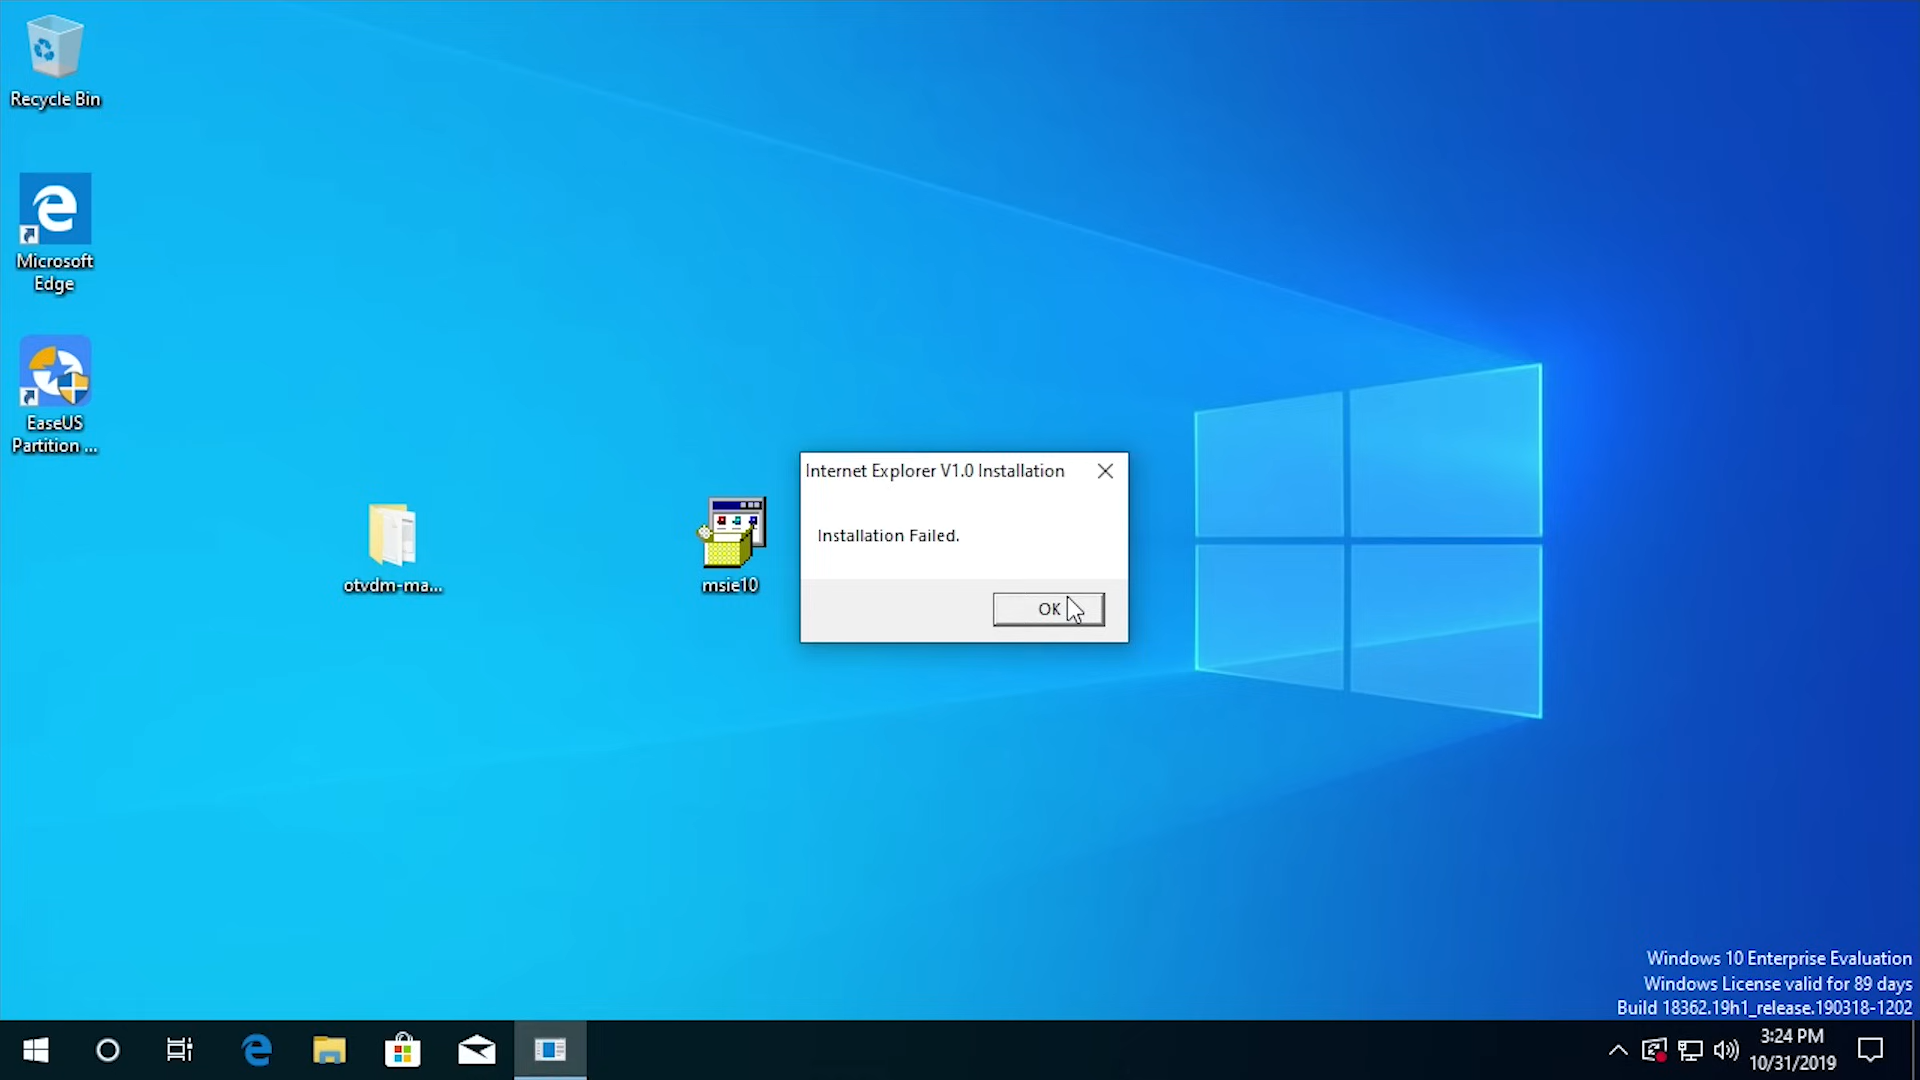 Recycle Bin
Microsoft
Edge
EaseUS
Partition ...
otvdm-ma...
msie10
Internet Explorer V1.0 Installation
Installation Failed.
OK
Windows 10 Enterprise Evaluation
Windows License valid for 89 days
Build 18362.19h1_release.190318-1202
3:24 PM
10/31/2019